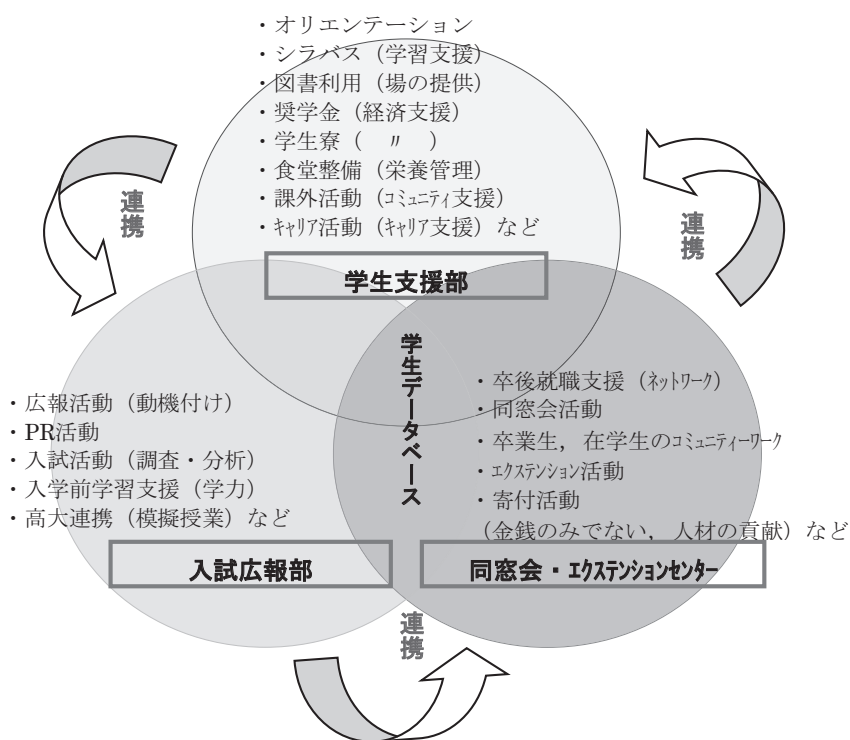 ・オリエンテーション
・シラバス（学習支援）
・図書利用（場の提供）
・奨学金（経済支援）
・学生寮（　〃　）
・食堂整備（栄養管理）
・課外活動（ｺﾐｭﾆﾃｨ支援）
・ｷｬﾘｱ活動（ｷｬﾘｱ支援）など
連携
連携
学生支援部
学生データベース
・広報活動（動機付け）
・PR活動
・入試活動（調査・分析）
・入学前学習支援（学力）
・高大連携（模擬授業）など
入試広報部
・卒後就職支援（ﾈｯﾄﾜｰｸ）
・同窓会活動
・卒業生，在学生のｺﾐｭﾆﾃｨｰﾜｰｸ
・ｴｸｽﾃﾝｼｮﾝ活動
・寄付活動
（金銭のみでない，人材の貢献）など
同窓会・ｴｸｽﾃﾝｼｮﾝｾﾝﾀｰ
連携